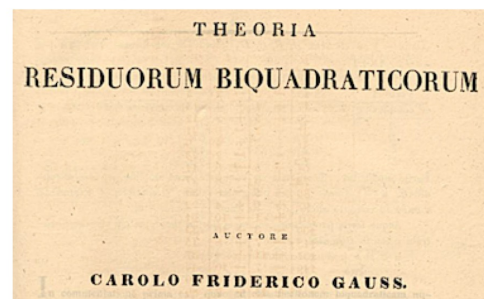 THEORIA
RESIDUORUM BIQUADRATICORUM
AUCTORE
CAROLO FRIDERICO GAUSS.